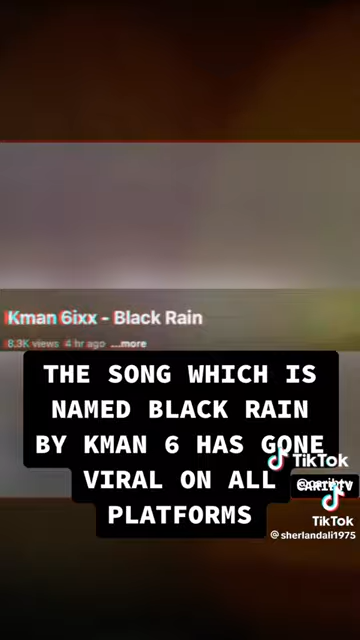 Kman 6ixx - Black Rain
8.3K views 4 hr ago ...more
THE SONG WHICH IS
NAMED BLACK RAIN
BY KMAN 6 HAS GONE
VIRAL ON ALL
PLATFORMS
TikTok
TikTok
@sherlandali1975